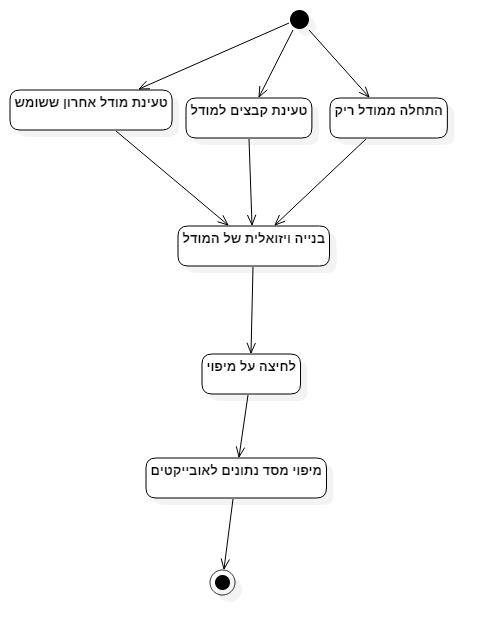 התחלה ממודל ריק
טעינת קבצים למודל
טעינת מודל אחרון ששומש
בנייה ויזואלית של המודל
לחיצה על מיפוי
מיפוי מסד נתונים לאובייקטים